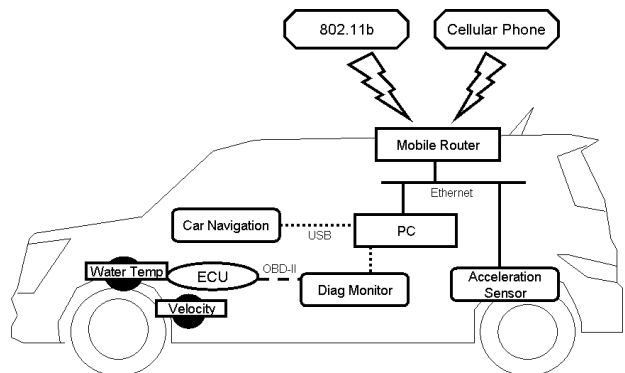 802.11b
Cellular Phone
Mobile Router
Ethernet
Car Navigation
USB
PC
Water Temp
ECU
OBD-II
Diag Monitor
Acceleration
Sensor
Velocity